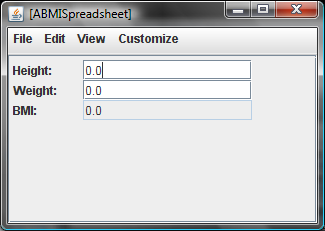 [ABMISpreadsheet]
File Edit View Customize
Height: 0.0
Weight: 0.0
BMI: 0.0